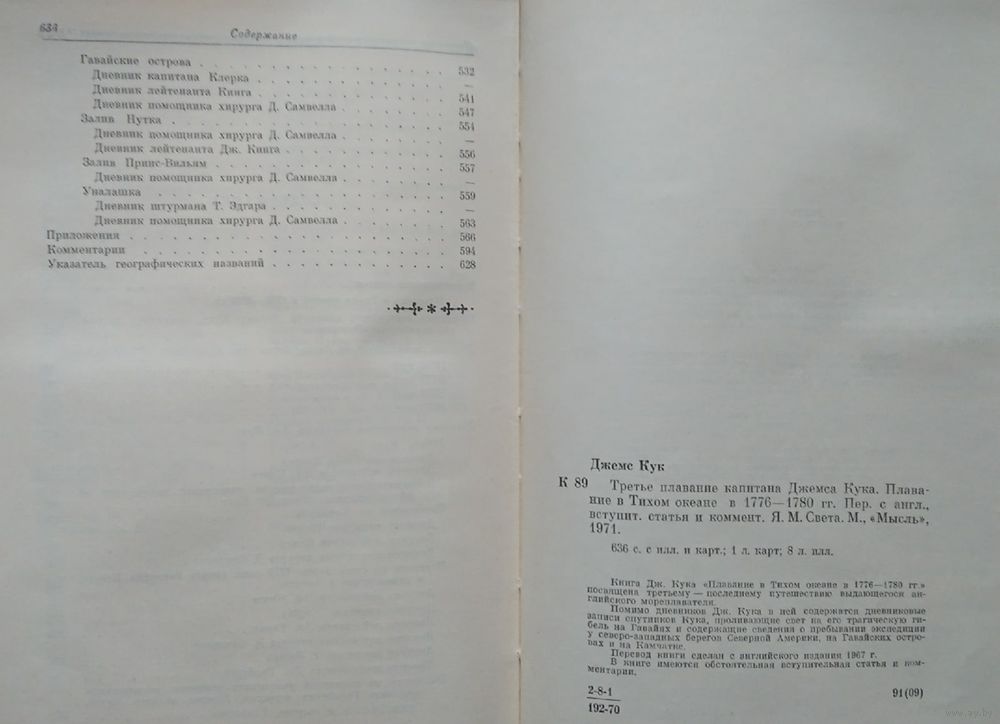 634
Содержание
Гавайские острова . . . . . . . . . . . . . . . 532
Дневник капитана Клерка . . . . . . . . . . . —
Дневник лейтенанта Кинга . . . . . . . . . . . 541
Дневник помощника хирурга Д. Самвелла . . . . . . . 547
Залив Нутка . . . . . . . . . . . . . . . . 554
Дневник помощника хирурга Д. Самвелла . . . . . . . —
Дневник лейтенанта Дж. Кинга . . . . . . . . . . 556
Залив Принс-Вильям . . . . . . . . . . . . . 557
Дневник помощника хирурга Д. Самвелла . . . . . . . —
Уналашка . . . . . . . . . . . . . . . . . 559
Дневник штурмана Т. Эдгара . . . . . . . . . . . —
Дневник помощника хирурга Д. Самвелла . . . . . . . 563
Приложения . . . . . . . . . . . . . . . . . 566
Комментарии . . . . . . . . . . . . . . . . 594
Указатель географических названий . . . . . . . . . . 628
Джемс Кук
К 89 Третье плавание капитана Джемса Кука. Плава-
ние в Тихом океане в 1776—1780 гг. Пер. с англ.,
вступит. статья и коммент. Я. М. Света. М., «Мысль»,
1971.
636 с. с илл. и карт.; 1 л. карт; 8 л. илл.
Книга Дж. Кука «Плавание в Тихом океане в 1776—1780 гг.»
посвящена третьему — последнему путешествию выдающегося ан-
глийского мореплавателя.
Помимо дневников Дж. Кука в ней содержатся дневниковые
записи спутников Кука, проливающие свет на его трагическую ги-
бель на Гавайях и содержащие сведения о пребывании экспедиции
у северо-западных берегов Северной Америки, на Гавайских остро-
вах и на Камчатке.
Перевод книги сделан с английского издания 1967 г.
В книге имеются обстоятельная вступительная статья и ком-
ментарии.
2-8-1
192-70
91(09)
www.ay.by